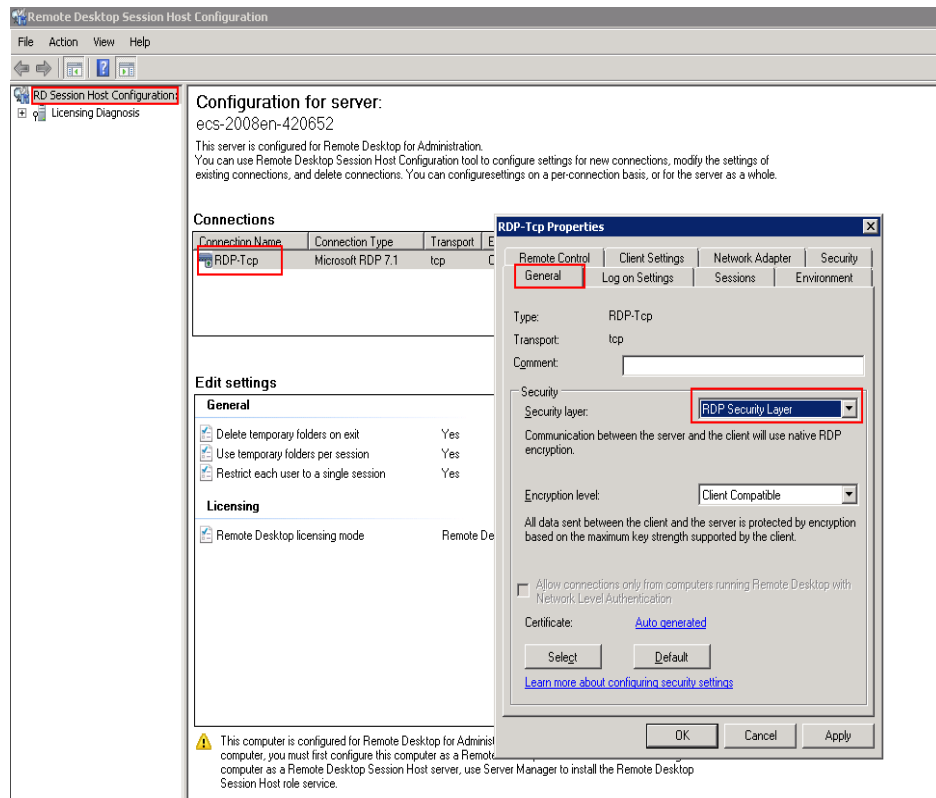 Remote Desktop Session Host Configuration
File Action View Help
RD Session Host Configuration:
Licensing Diagnosis
Configuration for server:
ecs-2008en-420652
This server is configured for Remote Desktop for Administration.
You can use Remote Desktop Session Host Configuration tool to configure settings for new connections, modify the settings of
existing connections, and delete connections. You can configuresettings on a per-connection basis, or for the server as a whole.
Connections
Connection Name Connection Type Transport E
RDP-Tcp Microsoft RDP 7.1 tcp C
Edit settings
General
Delete temporary folders on exit Yes
Use temporary folders per session Yes
Restrict each user to a single session Yes
Licensing
Remote Desktop licensing mode Remote De
This computer is configured for Remote Desktop for Administ
computer, you must first configure this computer as a Remot
computer as a Remote Desktop Session Host server, use Server Manager to install the Remote Desktop
Session Host role service.
RDP-Tcp Properties
Remote Control Client Settings Network Adapter Security
General Log on Settings Sessions Environment
Type: RDP-Tcp
Transport: tcp
Comment:
Security
Security layer: RDP Security Layer
Communication between the server and the client will use native RDP
encryption.
Encryption level: Client Compatible
All data sent between the client and the server is protected by encryption
based on the maximum key strength supported by the client.
Allow connections only from computers running Remote Desktop with
Network Level Authentication
Certificate: Auto generated
Select Default
Learn more about configuring security settings
OK Cancel Apply